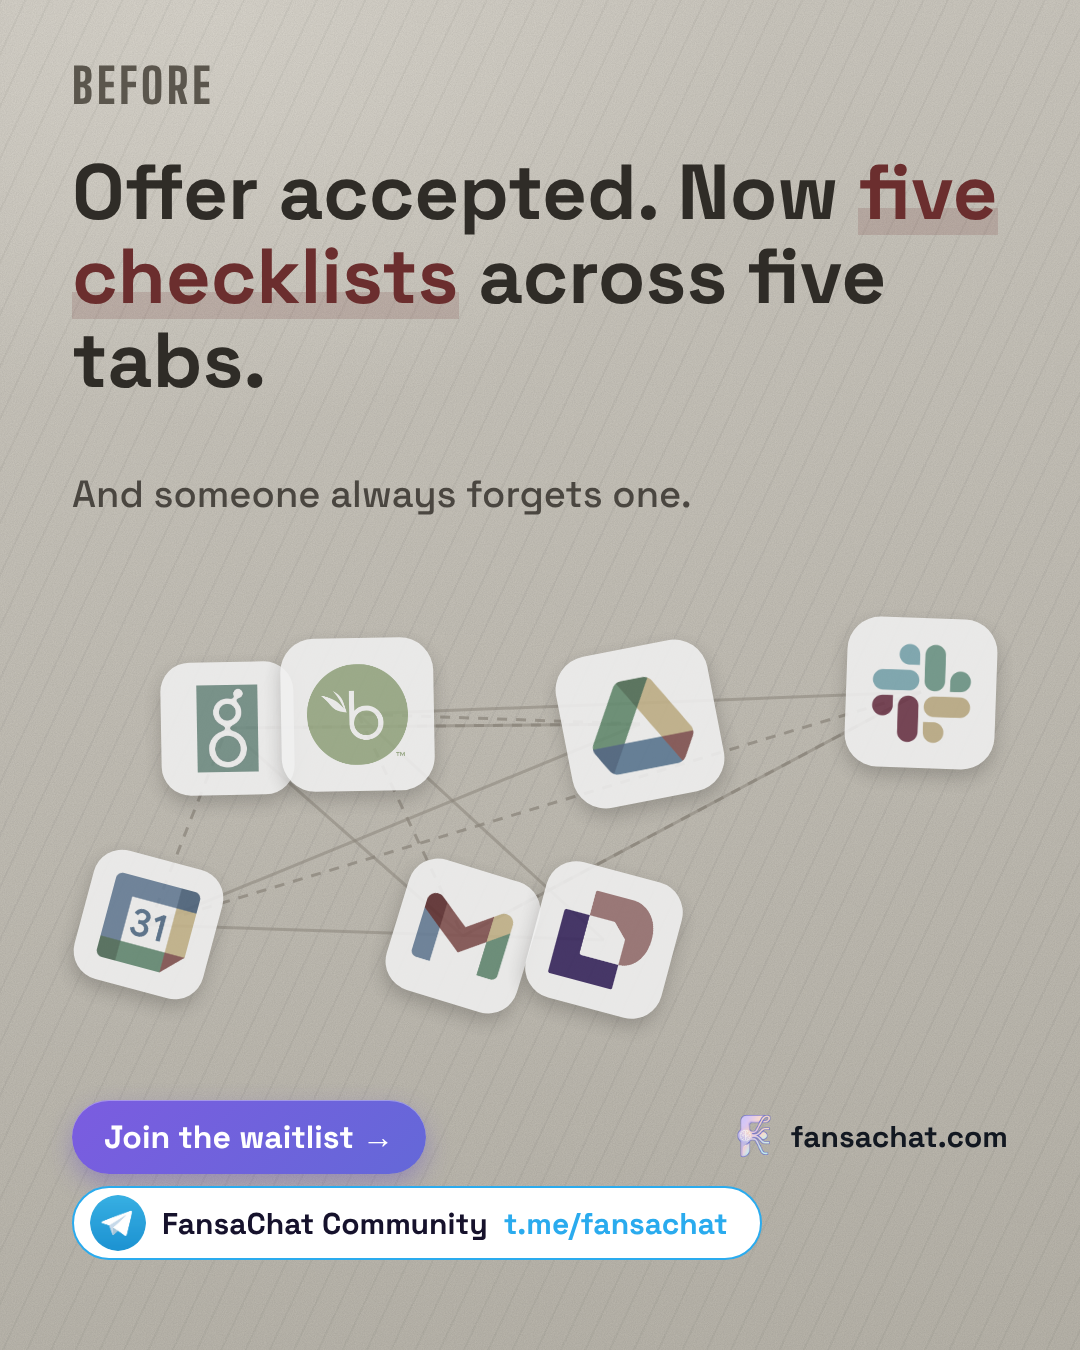 BEFORE
Offer accepted. Now five
checklists across five
tabs.
And someone always forgets one.
g
b
™
31
Join the waitlist →
fansachat.com
FansaChat Community t.me/fansachat